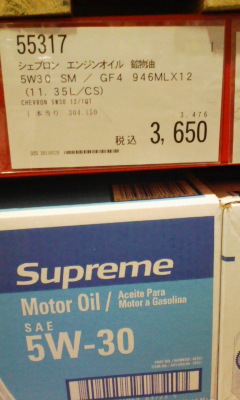 55317
シェブロン エンジンオイル 鉱物油
5W30 SM / GF4 946MLX12
(11.35L/CS)
CHEVRON 5W30 12/1QT
1本当り 304.150
3,476
税込 3,650
Supreme
Motor Oil / Aceite Para Motor a Gasolina
SAE
5W-30